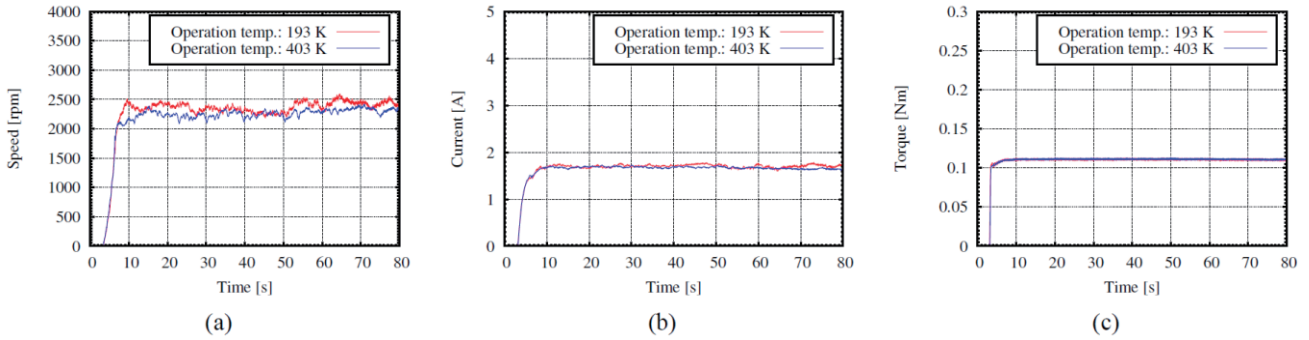 4000
3500
3000
2500
2000
1500
1000
500
0
Speed [rpm]
Operation temp.: 193 K
Operation temp.: 403 K
0 10 20 30 40 50 60 70 80
Time [s]
(a)
5
4
3
2
1
0
Current [A]
Operation temp.: 193 K
Operation temp.: 403 K
0 10 20 30 40 50 60 70 80
Time [s]
(b)
0.3
0.25
0.2
0.15
0.1
0.05
0
Torque [Nm]
Operation temp.: 193 K
Operation temp.: 403 K
0 10 20 30 40 50 60 70 80
Time [s]
(c)